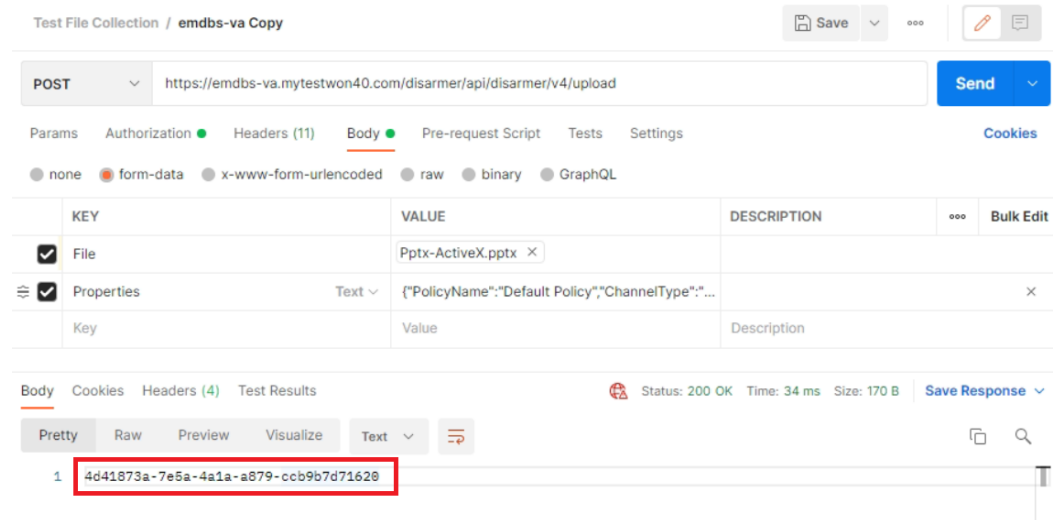 Test File Collection / emdbs-va Copy
Save
POST
https://emdbs-va.mytestwon40.com/disarmer/api/disarmer/v4/upload
Send
Params Authorization Headers (11) Body Pre-request Script Tests Settings Cookies
none form-data x-www-form-urlencoded raw binary GraphQL
KEY VALUE DESCRIPTION ooo Bulk Edit
File Pptx-ActiveX.pptx
Properties Text {"PolicyName":"Default Policy","ChannelType":"...
Key Value Description
Body Cookies Headers (4) Test Results Status: 200 OK Time: 34 ms Size: 170 B Save Response
Pretty Raw Preview Visualize Text
1 4d41873a-7e5a-4a1a-a879-ccb9b7d71620